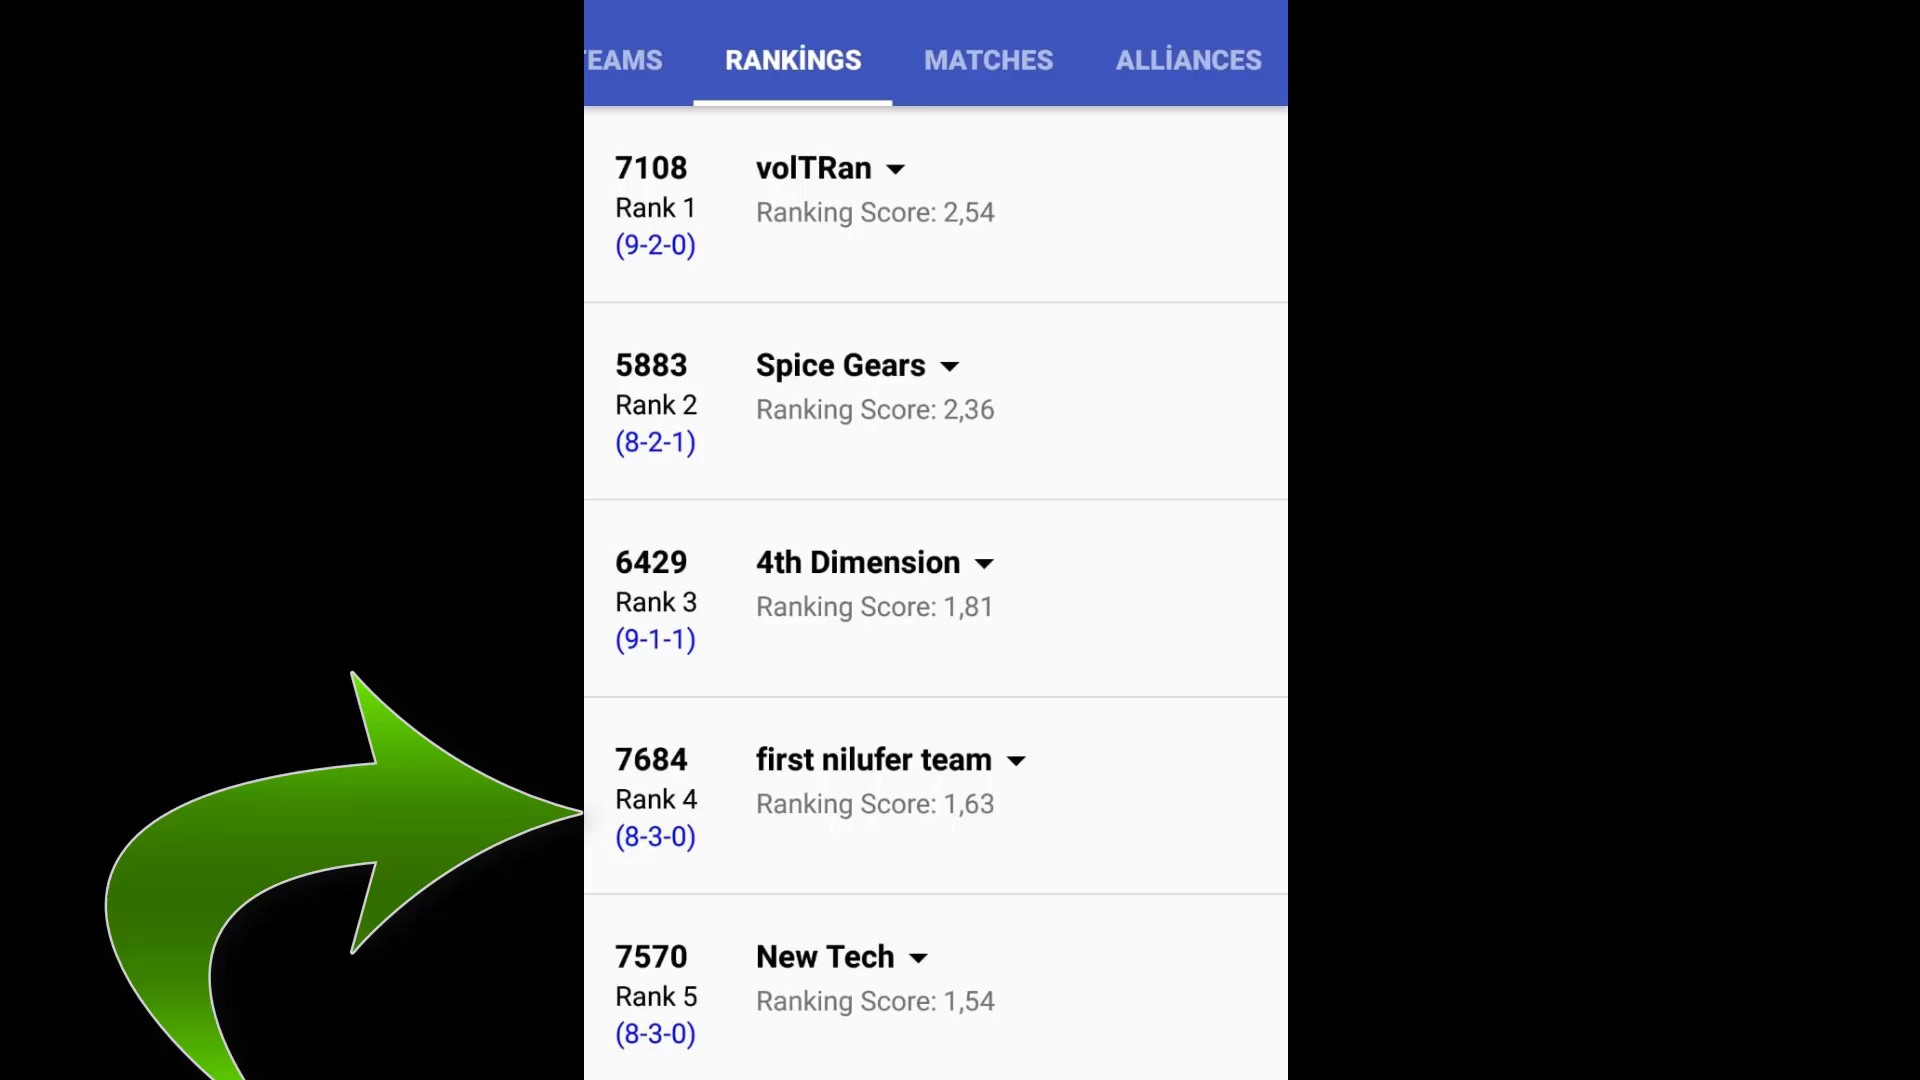 TEAMS RANKİNGS MATCHES ALLİANCES
7108 volTRan
Rank 1 Ranking Score: 2,54
(9-2-0)
5883 Spice Gears
Rank 2 Ranking Score: 2,36
(8-2-1)
6429 4th Dimension
Rank 3 Ranking Score: 1,81
(9-1-1)
7684 first nilufer team
Rank 4 Ranking Score: 1,63
(8-3-0)
7570 New Tech
Rank 5 Ranking Score: 1,54
(8-3-0)